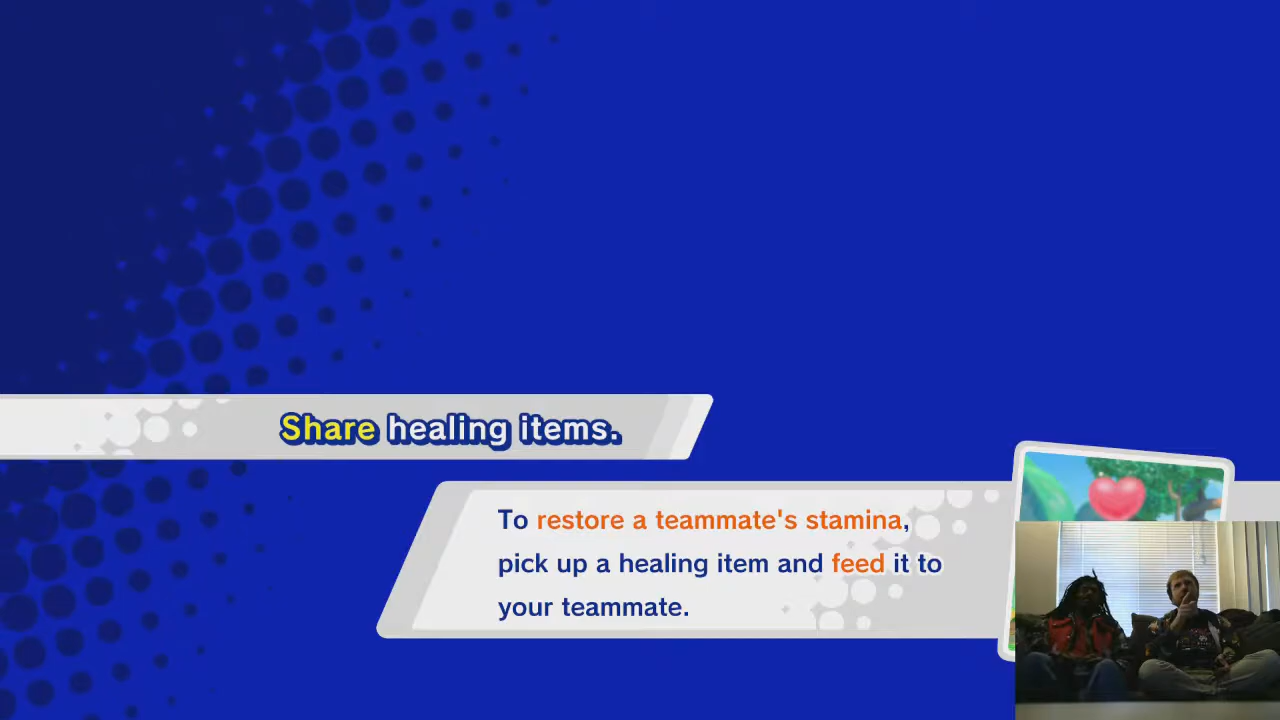 Share healing items.
To restore a teammate's stamina,
pick up a healing item and feed it to
your teammate.